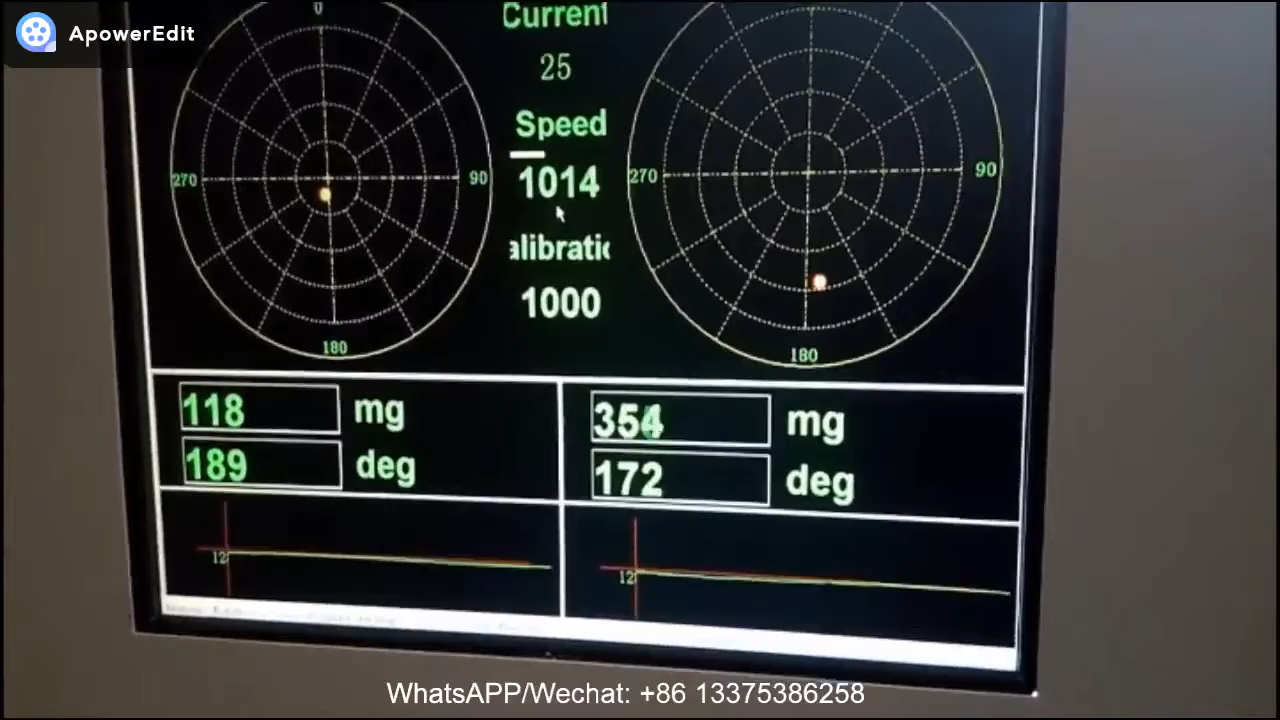 ApowerEdit
0
270
90
180
Current
25
Speed
1014
alibratio
1000
270
90
180
118 mg
189 deg
354 mg
172 deg
12
12
WhatsAPP/Wechat: +86 13375386258